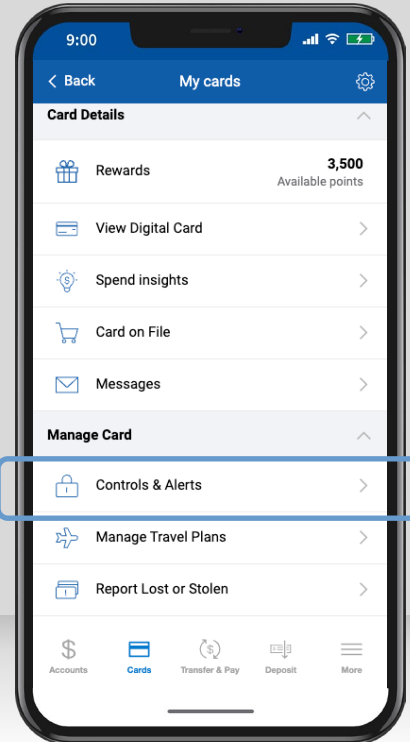 9:00
Back My cards
Card Details
Rewards 3,500
Available points
View Digital Card
Spend insights
Card on File
Messages
Manage Card
Controls & Alerts
Manage Travel Plans
Report Lost or Stolen
Accounts Cards Transfer & Pay Deposit More